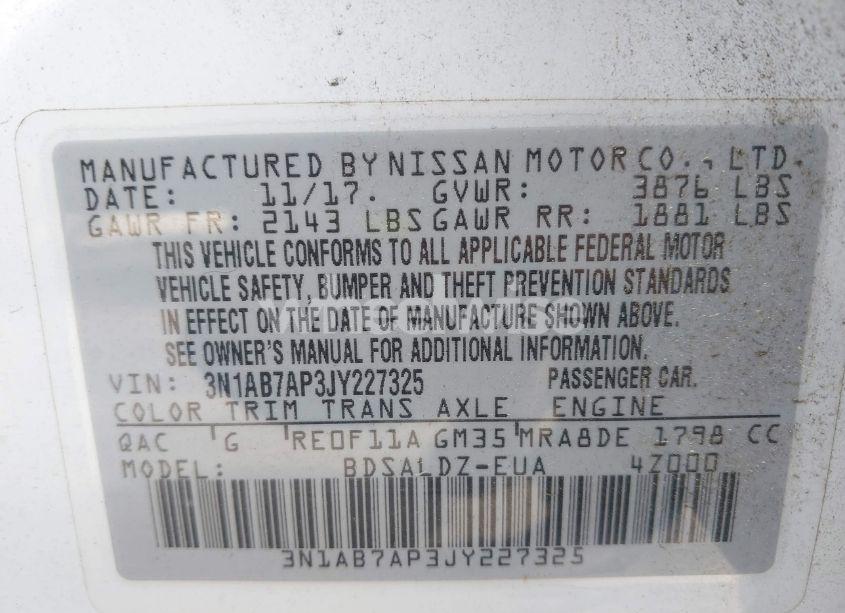 MANUFACTURED BY NISSAN MOTOR CO., LTD.
DATE: 11/17. GVWR: 3876 LBS
GAWR FR: 2143 LBS GAWR RR: 1881 LBS
THIS VEHICLE CONFORMS TO ALL APPLICABLE FEDERAL MOTOR
VEHICLE SAFETY, BUMPER AND THEFT PREVENTION STANDARDS
IN EFFECT ON THE DATE OF MANUFACTURE SHOWN ABOVE.
SEE OWNER'S MANUAL FOR ADDITIONAL INFORMATION.
VIN: 3N1AB7AP3JY227325 PASSENGER CAR.
COLOR TRIM TRANS AXLE ENGINE
QAC G RE0F11A GM35 MRA8DE 1798 CC
MODEL: BDSALDZ-EUA 4Z000
3N1AB7AP3JY227325